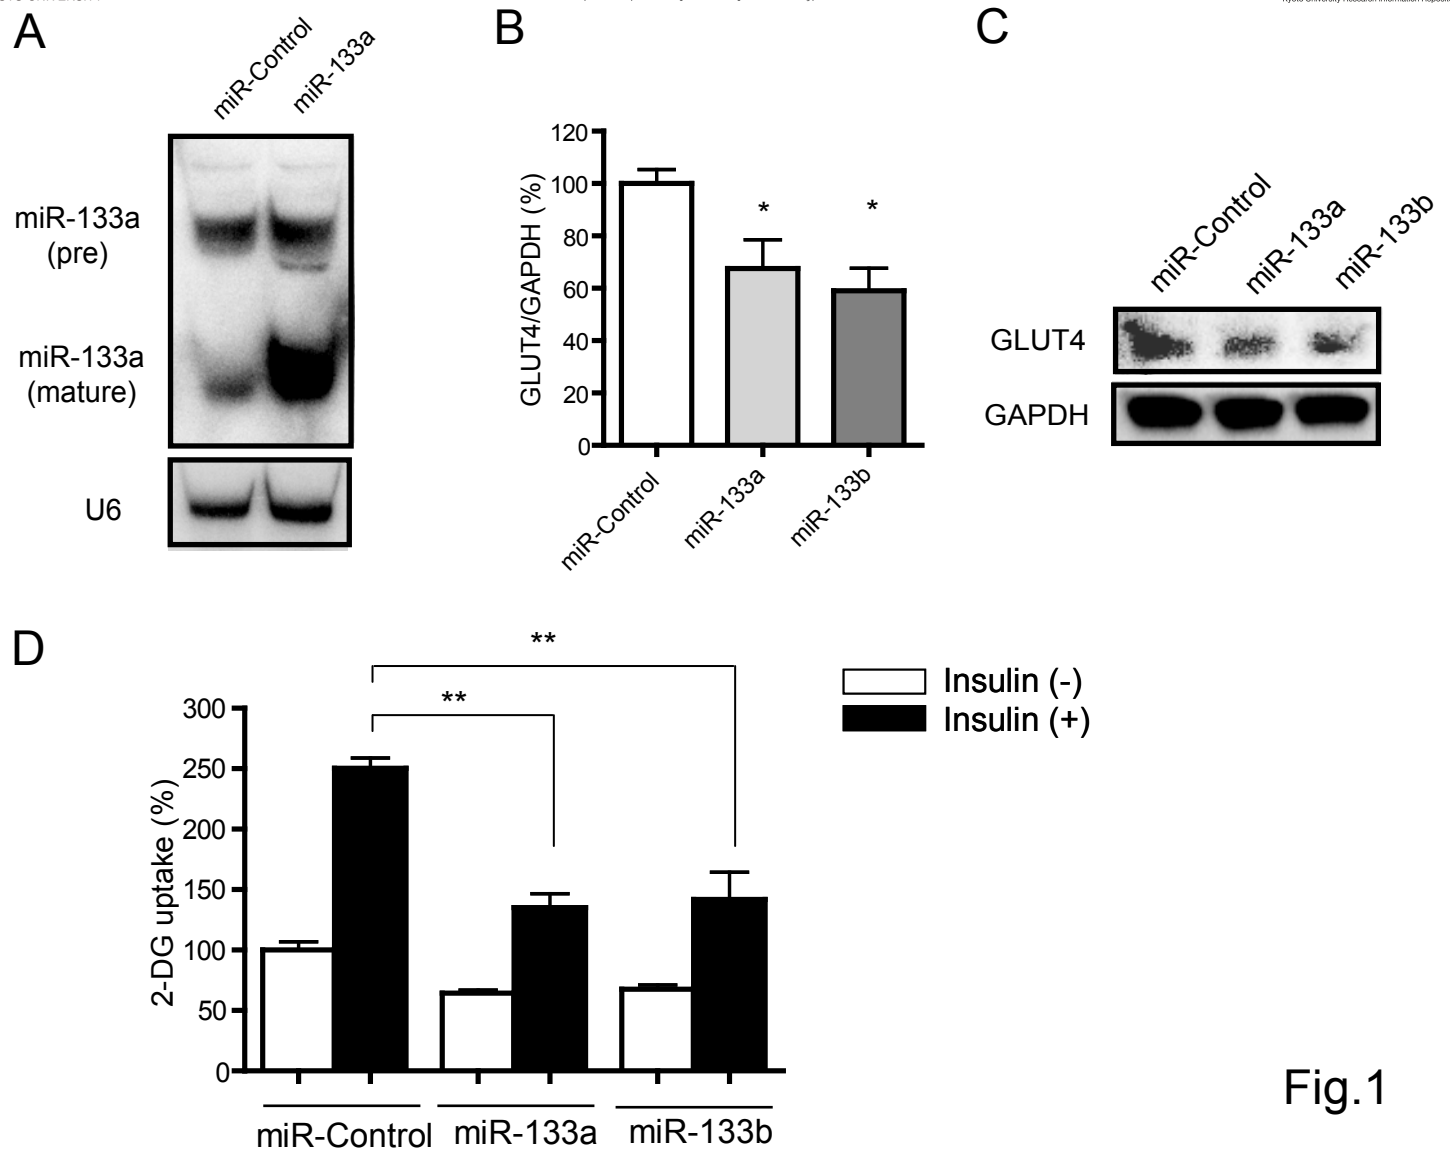 A
miR-Control
miR-133a
miR-133a
(pre)
miR-133a
(mature)
U6
B
GLUT4/GAPDH (%)
120
100
80
60
40
20
0
*
*
miR-Control
miR-133a
miR-133b
C
miR-Control
miR-133a
miR-133b
GLUT4
GAPDH
D
**
**
Insulin (-)
Insulin (+)
2-DG uptake (%)
300
250
200
150
100
50
0
miR-Control
miR-133a
miR-133b
Fig.1